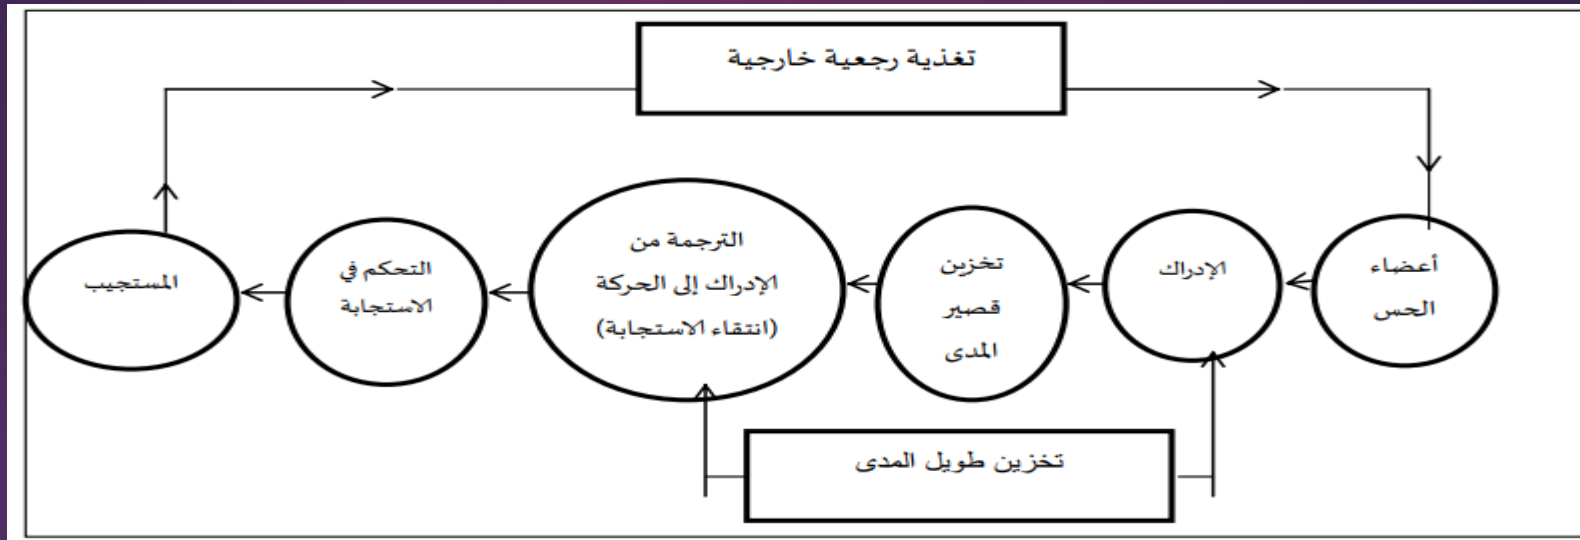 تغذية رجعية خارجية
أعضاء
الحس
الإدراك
تخزين
قصير
المدى
الترجمة من
الإدراك إلى الحركة
(انتقاء الاستجابة)
التحكم في
الاستجابة
المستجيب
تخزين طويل المدى